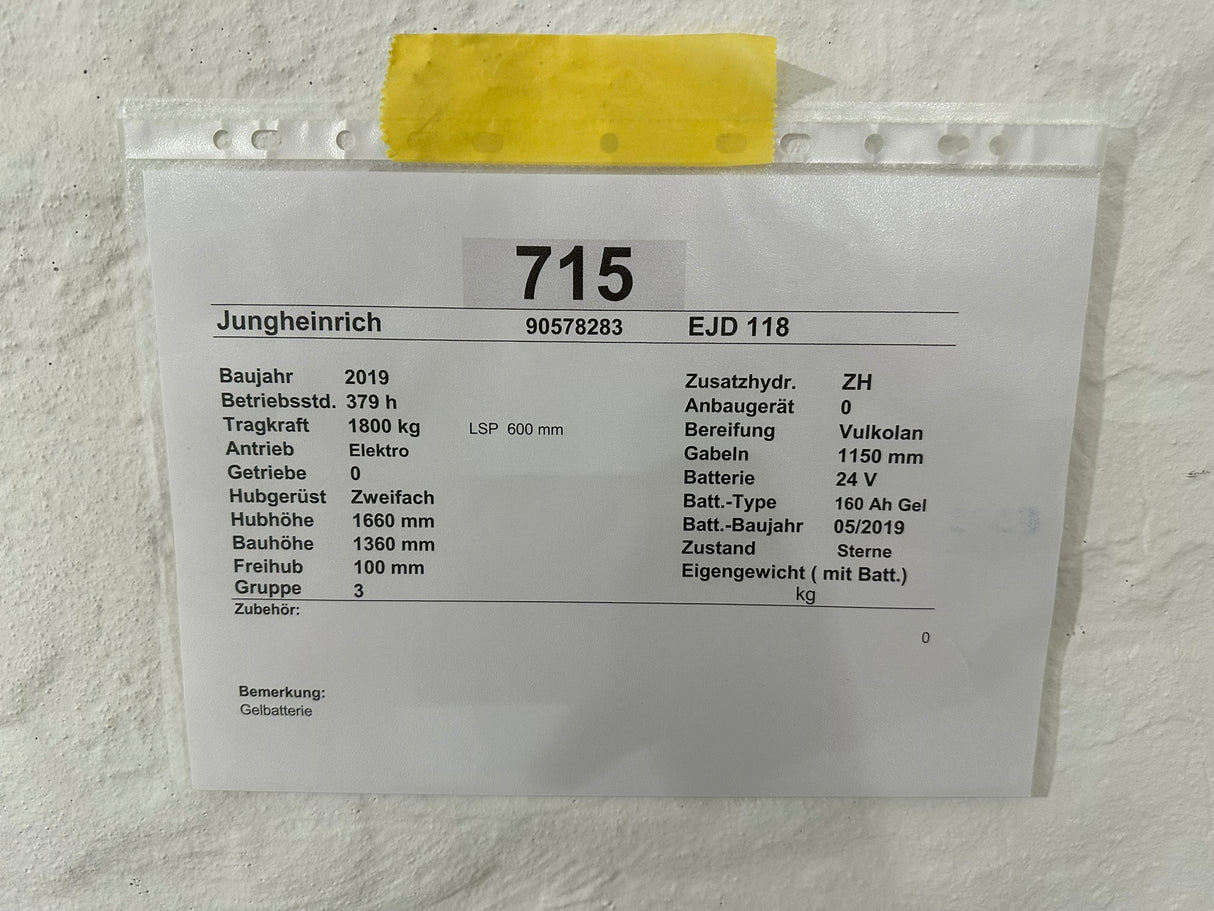 715
Jungheinrich 90578283 EJD 118
Baujahr 2019 Zusatzhydr. ZH
Betriebsstd. 379 h Anbaugerät 0
Tragkraft 1800 kg LSP 600 mm Bereifung Vulkolan
Antrieb Elektro Gabeln 1150 mm
Getriebe 0 Batterie 24 V
Hubgerüst Zweifach Batt.-Type 160 Ah Gel
Hubhöhe 1660 mm Batt.-Baujahr 05/2019
Bauhöhe 1360 mm Zustand Sterne
Freihub 100 mm Eigengewicht ( mit Batt.)
Gruppe 3 kg
Zubehör:
0
Bemerkung:
Gelbatterie